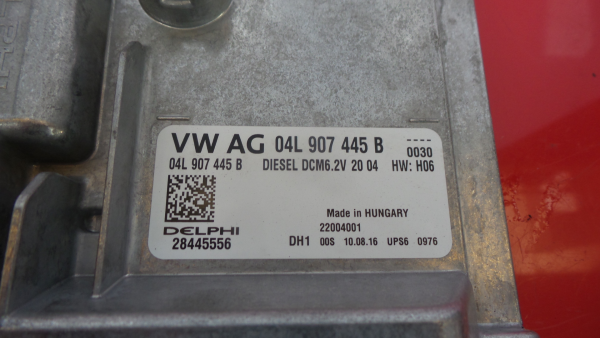 VW AG 04L 907 445 B
0030
04L 907 445 B DIESEL DCM6.2V 20 04 HW: H06
Made in HUNGARY
22004001
DELPHI
28445556 DH1 00S 10.08.16 UPS6 0976